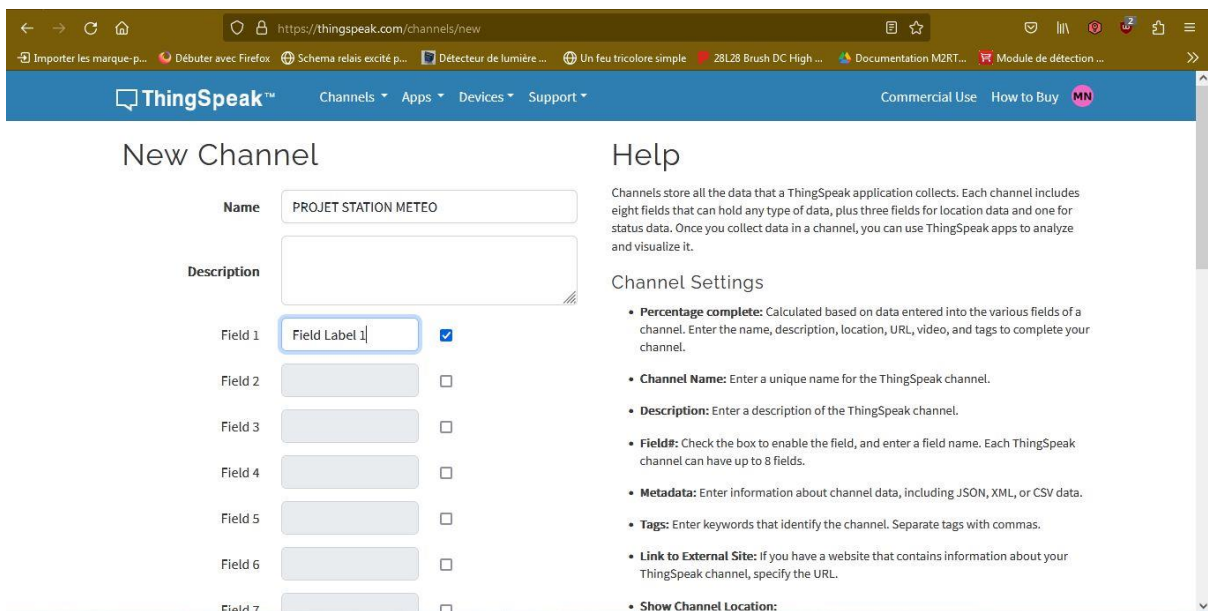 https://thingspeak.com/channels/new
2
Importer les marque-p... Débuter avec Firefox Schema relais excité p... Détecteur de lumière ... Un feu tricolore simple 28L28 Brush DC High ... Documentation M2RT... Module de détection ...
ThingSpeak™ Channels Apps Devices Support Commercial Use How to Buy MN
New Channel
Name PROJET STATION METEO
Description
Field 1 Field Label 1
Field 2
Field 3
Field 4
Field 5
Field 6
Field 7
Help
Channels store all the data that a ThingSpeak application collects. Each channel includes
eight fields that can hold any type of data, plus three fields for location data and one for
status data. Once you collect data in a channel, you can use ThingSpeak apps to analyze
and visualize it.
Channel Settings
• Percentage complete: Calculated based on data entered into the various fields of a
channel. Enter the name, description, location, URL, video, and tags to complete your
channel.
• Channel Name: Enter a unique name for the ThingSpeak channel.
• Description: Enter a description of the ThingSpeak channel.
• Field#: Check the box to enable the field, and enter a field name. Each ThingSpeak
channel can have up to 8 fields.
• Metadata: Enter information about channel data, including JSON, XML, or CSV data.
• Tags: Enter keywords that identify the channel. Separate tags with commas.
• Link to External Site: If you have a website that contains information about your
ThingSpeak channel, specify the URL.
• Show Channel Location: